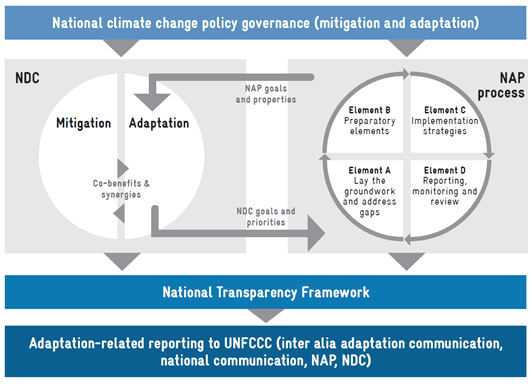 National climate change policy governance (mitigation and adaptation)
NDC
NAP
process
NAP goals
and properties
Mitigation
Adaptation
Co-benefits &
synergies
NDC goals and
priorities
Element B
Preparatory
elements
Element C
Implementation
strategies
Element A
Lay the
groundwork
and address
gaps
Element D
Reporting,
monitoring and
review
National Transparency Framework
Adaptation-related reporting to UNFCCC (inter alia adaptation communication,
national communication, NAP, NDC)